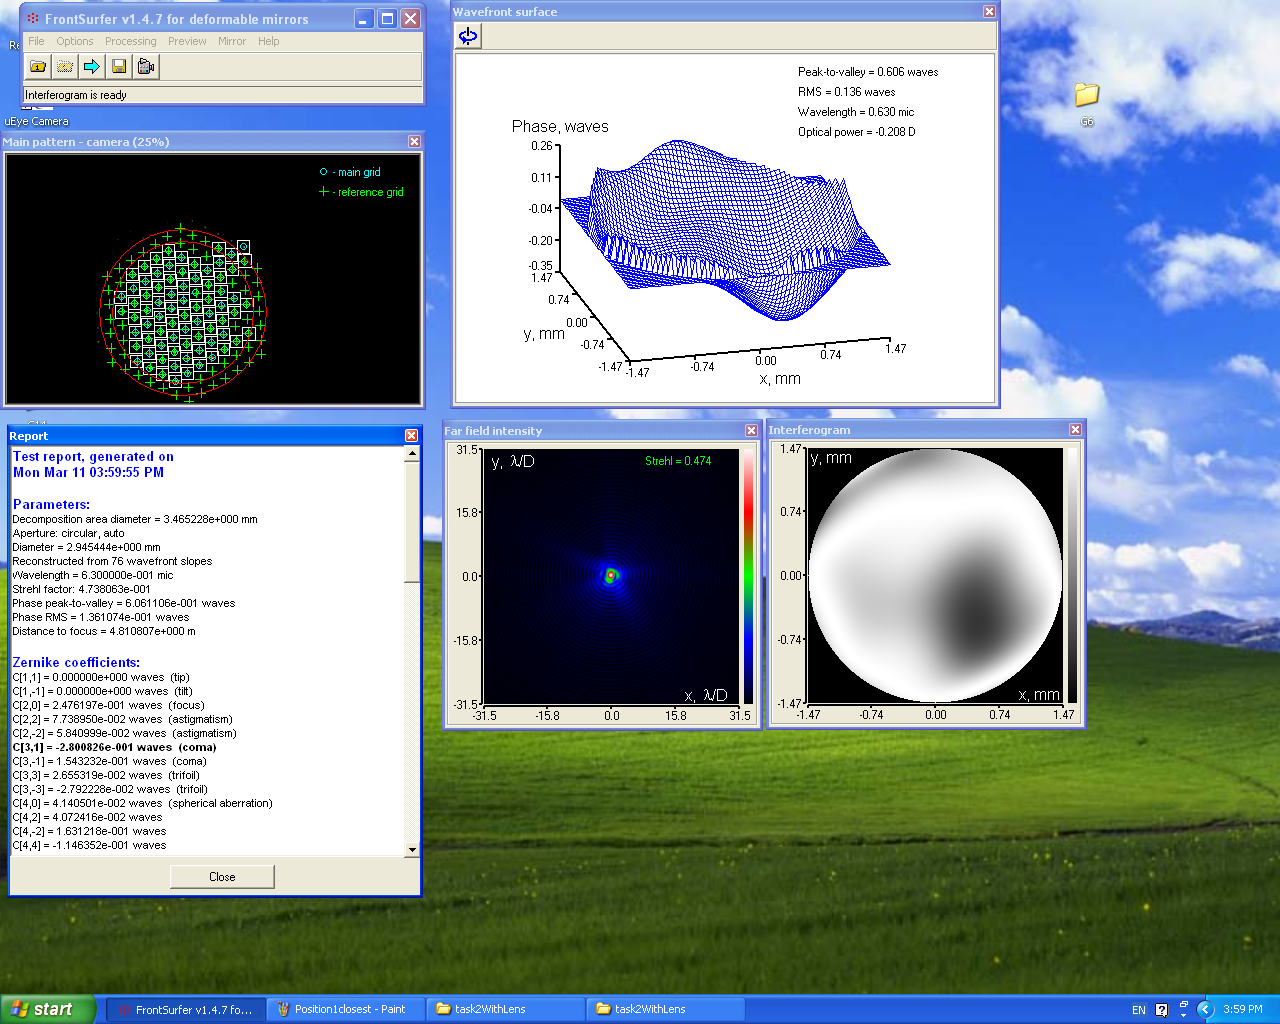 FrontSurfer v1.4.7 for deformable mirrors
File Options Processing Preview Mirror Help
Interferogram is ready
uEye Camera
Main pattern - camera (25%)
- main grid
- reference grid
Wavefront surface
Peak-to-valley = 0.606 waves
RMS = 0.136 waves
Wavelength = 0.630 mic
Optical power = -0.208 D
Phase, waves
0.26
0.11
-0.04
-0.20
-0.35
1.47
0.74
0.00
-0.74
-1.47
y, mm
-1.47
-0.74
0.00
0.74
1.47
x, mm
G6
Report
Test report, generated on
Mon Mar 11 03:59:55 PM
Parameters:
Decomposition area diameter = 3.465228e+000 mm
Aperture: circular, auto
Diameter = 2.945444e+000 mm
Reconstructed from 76 wavefront slopes
Wavelength = 6.300000e-001 mic
Strehl factor: 4.738063e-001
Phase peak-to-valley = 6.061106e-001 waves
Phase RMS = 1.361074e-001 waves
Distance to focus = 4.810807e+000 m
Zernike coefficients:
C[1,1] = 0.000000e+000 waves (tip)
C[1,-1] = 0.000000e+000 waves (tilt)
C[2,0] = 2.476197e-001 waves (focus)
C[2,2] = 7.738950e-002 waves (astigmatism)
C[2,-2] = 5.840999e-002 waves (astigmatism)
C[3,1] = -2.800826e-001 waves (coma)
C[3,-1] = 1.543232e-001 waves (coma)
C[3,3] = 2.655319e-002 waves (trifoil)
C[3,-3] = -2.792228e-002 waves (trifoil)
C[4,0] = 4.140501e-002 waves (spherical aberration)
C[4,2] = 4.072416e-002 waves
C[4,-2] = 1.631218e-001 waves
C[4,4] = -1.146352e-001 waves
Close
Far field intensity
31.5
15.8
0.0
-15.8
-31.5
y, λ/D
Strehl = 0.474
x, λ/D
-31.5
-15.8
0.0
15.8
31.5
Interferogram
1.47
0.74
0.00
-0.74
-1.47
y, mm
x, mm
-1.47
-0.74
0.00
0.74
1.47
start
FrontSurfer v1.4.7 fo...
Position1closest - Paint
task2WithLens
task2WithLens
EN
3:59 PM